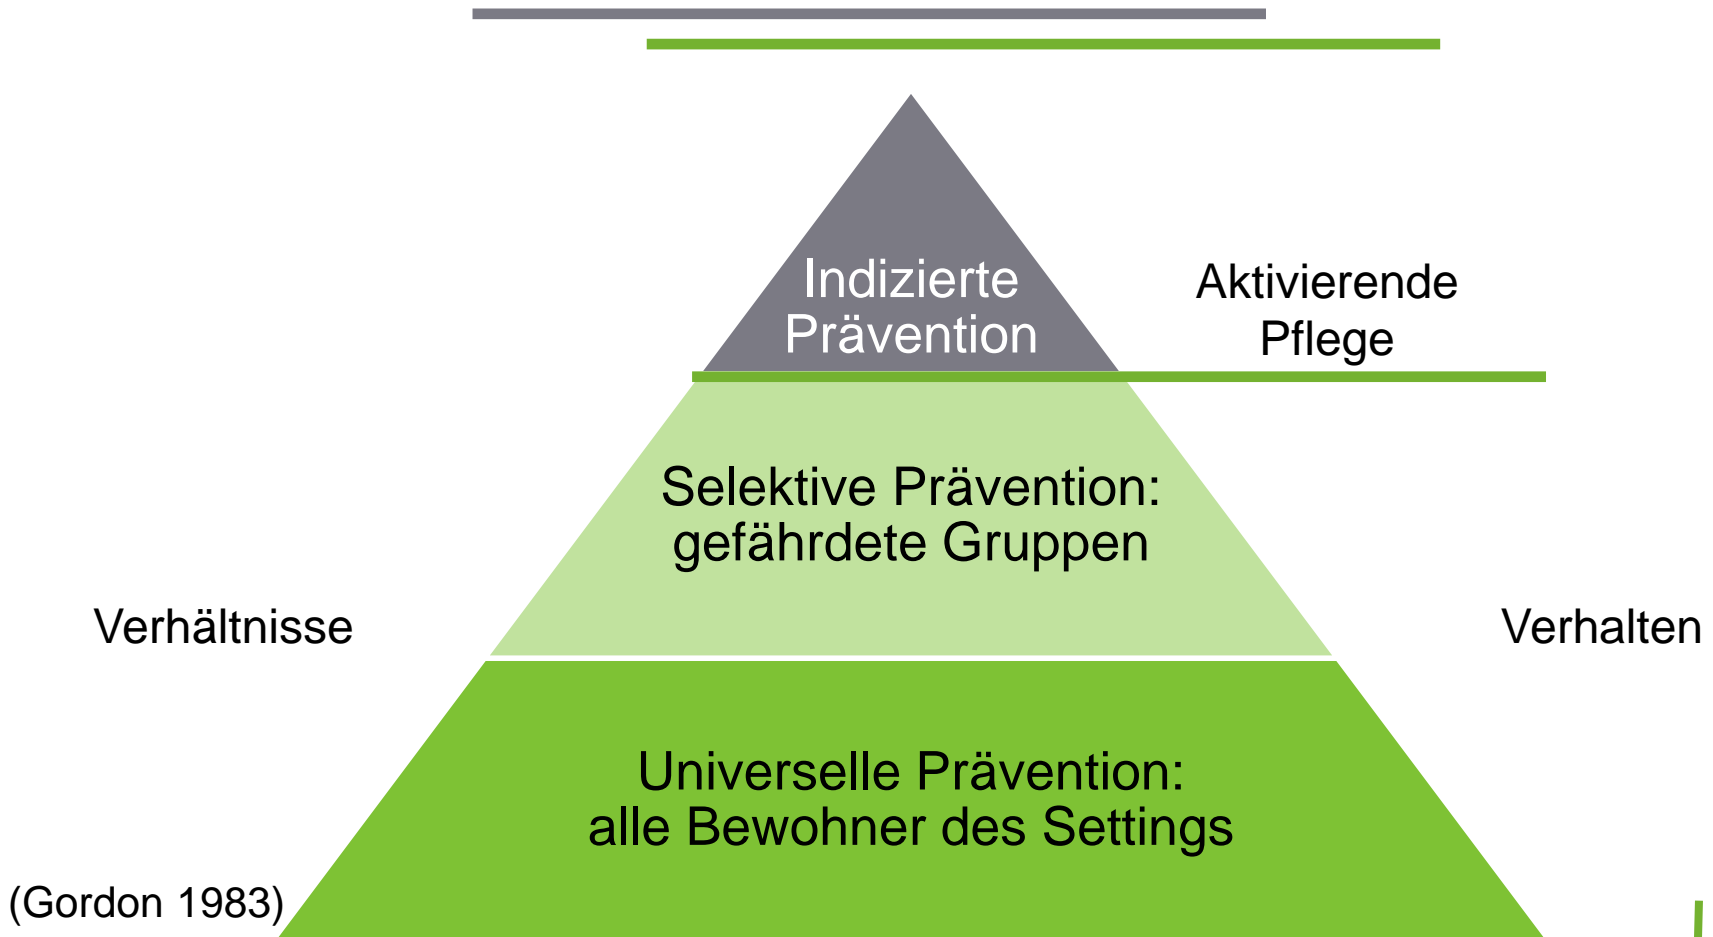 Indizierte
Prävention
Aktivierende
Pflege
Selektive Prävention:
gefährdete Gruppen
Verhältnisse
Verhalten
Universelle Prävention:
alle Bewohner des Settings
(Gordon 1983)